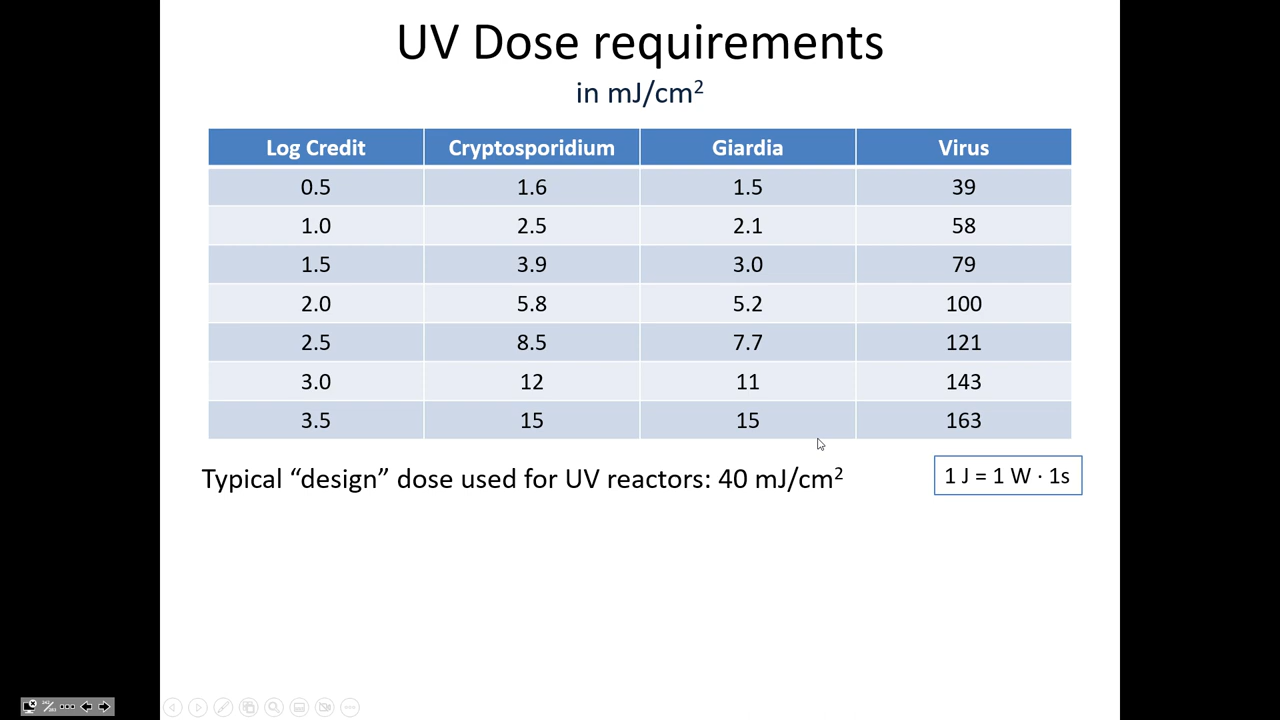 UV Dose requirements
in mJ/cm²
Log Credit Cryptosporidium Giardia Virus
0.5 1.6 1.5 39
1.0 2.5 2.1 58
1.5 3.9 3.0 79
2.0 5.8 5.2 100
2.5 8.5 7.7 121
3.0 12 11 143
3.5 15 15 163
Typical “design” dose used for UV reactors: 40 mJ/cm²
1 J = 1 W · 1s